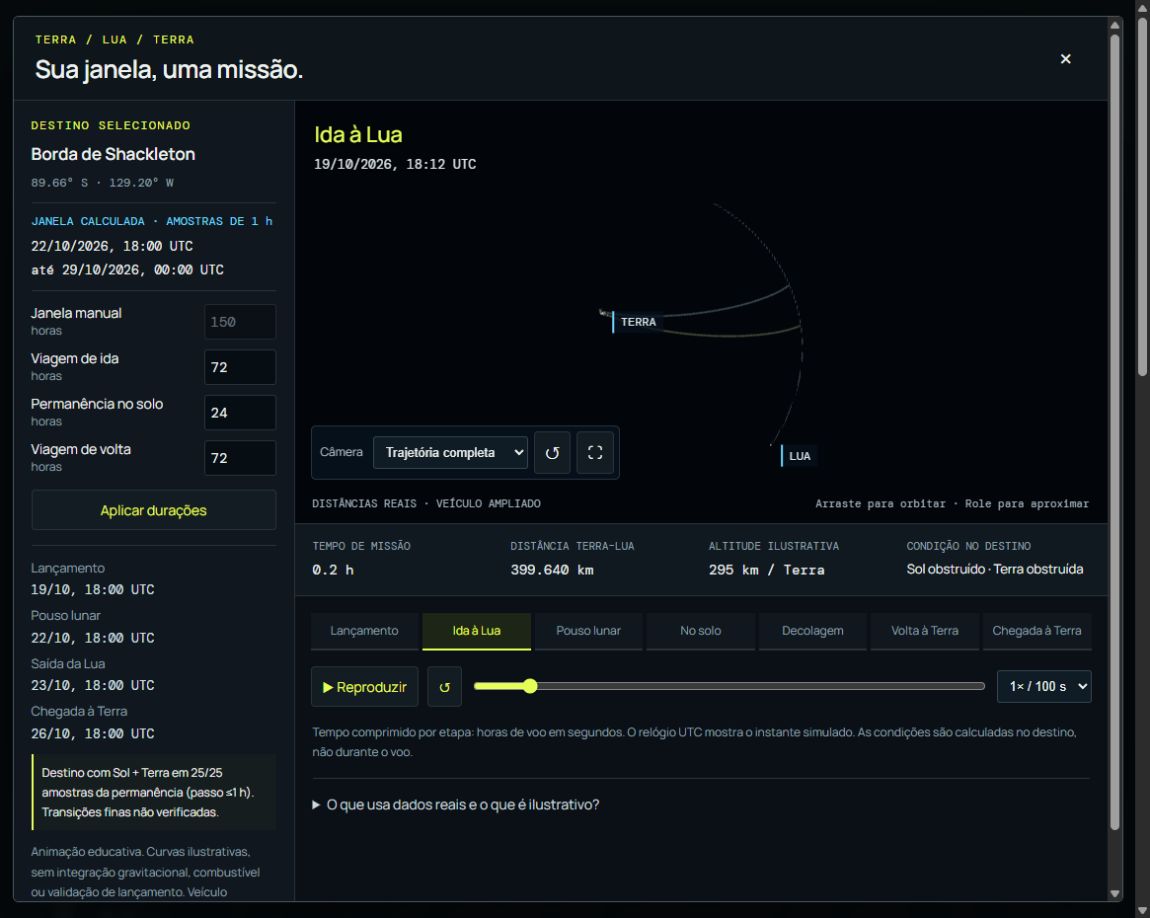 TERRA / LUA / TERRA
Sua janela, uma missão.
×
DESTINO SELECIONADO
Borda de Shackleton
89.66° S · 129.20° W
JANELA CALCULADA · AMOSTRAS DE 1 h
22/10/2026, 18:00 UTC
até 29/10/2026, 00:00 UTC
Janela manual
horas
150
Viagem de ida
horas
72
Permanência no solo
horas
24
Viagem de volta
horas
72
Aplicar durações
Lançamento
19/10, 18:00 UTC
Pouso lunar
22/10, 18:00 UTC
Saída da Lua
23/10, 18:00 UTC
Chegada à Terra
26/10, 18:00 UTC
Destino com Sol + Terra em 25/25
amostras da permanência (passo ≤1 h).
Transições finas não verificadas.
Animação educativa. Curvas ilustrativas,
sem integração gravitacional, combustível
ou validação de lançamento. Veículo
Ida à Lua
19/10/2026, 18:12 UTC
TERRA
LUA
Câmera
Trajetória completa
DISTÂNCIAS REAIS · VEÍCULO AMPLIADO
Arraste para orbitar · Role para aproximar
TEMPO DE MISSÃO
0.2 h
DISTÂNCIA TERRA-LUA
399.640 km
ALTITUDE ILUSTRATIVA
295 km / Terra
CONDIÇÃO NO DESTINO
Sol obstruído · Terra obstruída
Lançamento
Ida à Lua
Pouso lunar
No solo
Decolagem
Volta à Terra
Chegada à Terra
▶ Reproduzir
↺
1× / 100 s
Tempo comprimido por etapa: horas de voo em segundos. O relógio UTC mostra o instante simulado. As condições são calculadas no destino,
não durante o voo.
▶ O que usa dados reais e o que é ilustrativo?